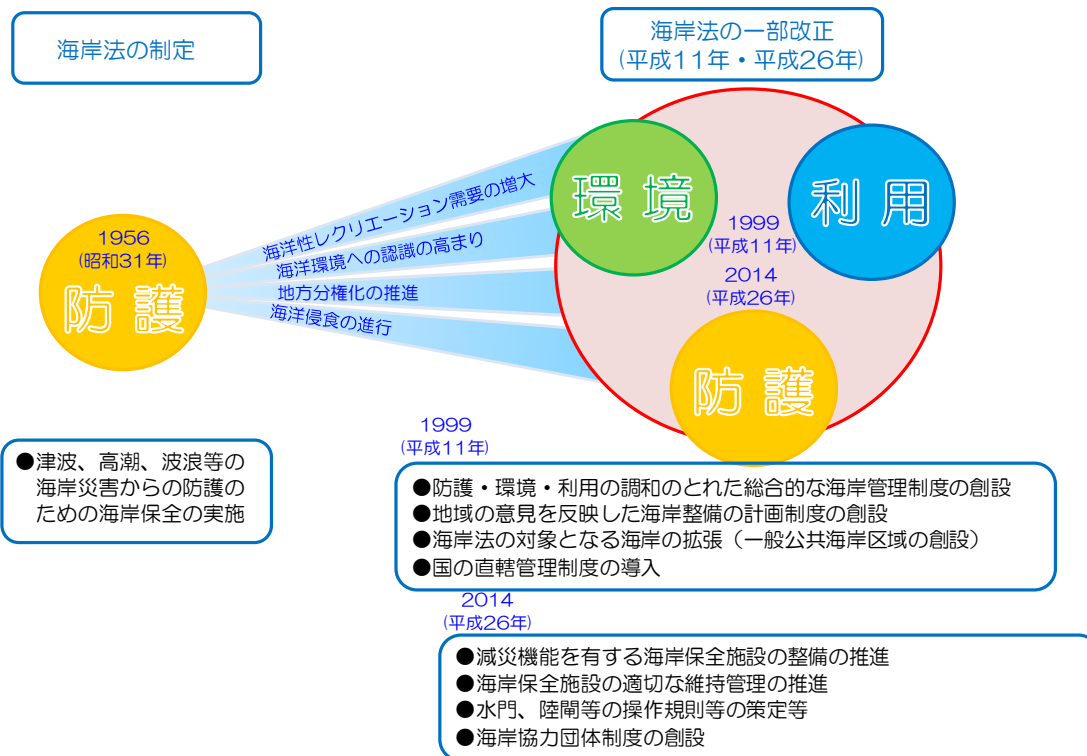 海岸法の制定
海岸法の一部改正
(平成11年・平成26年)
1956
(昭和31年)
防護
海洋性レクリエーション需要の増大
海洋環境への認識の高まり
地方分権化の推進
海洋侵食の進行
環境
利用
1999
(平成11年)
2014
(平成26年)
防護
●津波、高潮、波浪等の
海岸災害からの防護の
ための海岸保全の実施
1999
(平成11年)
●防護・環境・利用の調和のとれた総合的な海岸管理制度の創設
●地域の意見を反映した海岸整備の計画制度の創設
●海岸法の対象となる海岸の拡張（一般公共海岸区域の創設）
●国の直轄管理制度の導入
2014
(平成26年)
●減災機能を有する海岸保全施設の整備の推進
●海岸保全施設の適切な維持管理の推進
●水門、陸閘等の操作規則等の策定等
●海岸協力団体制度の創設